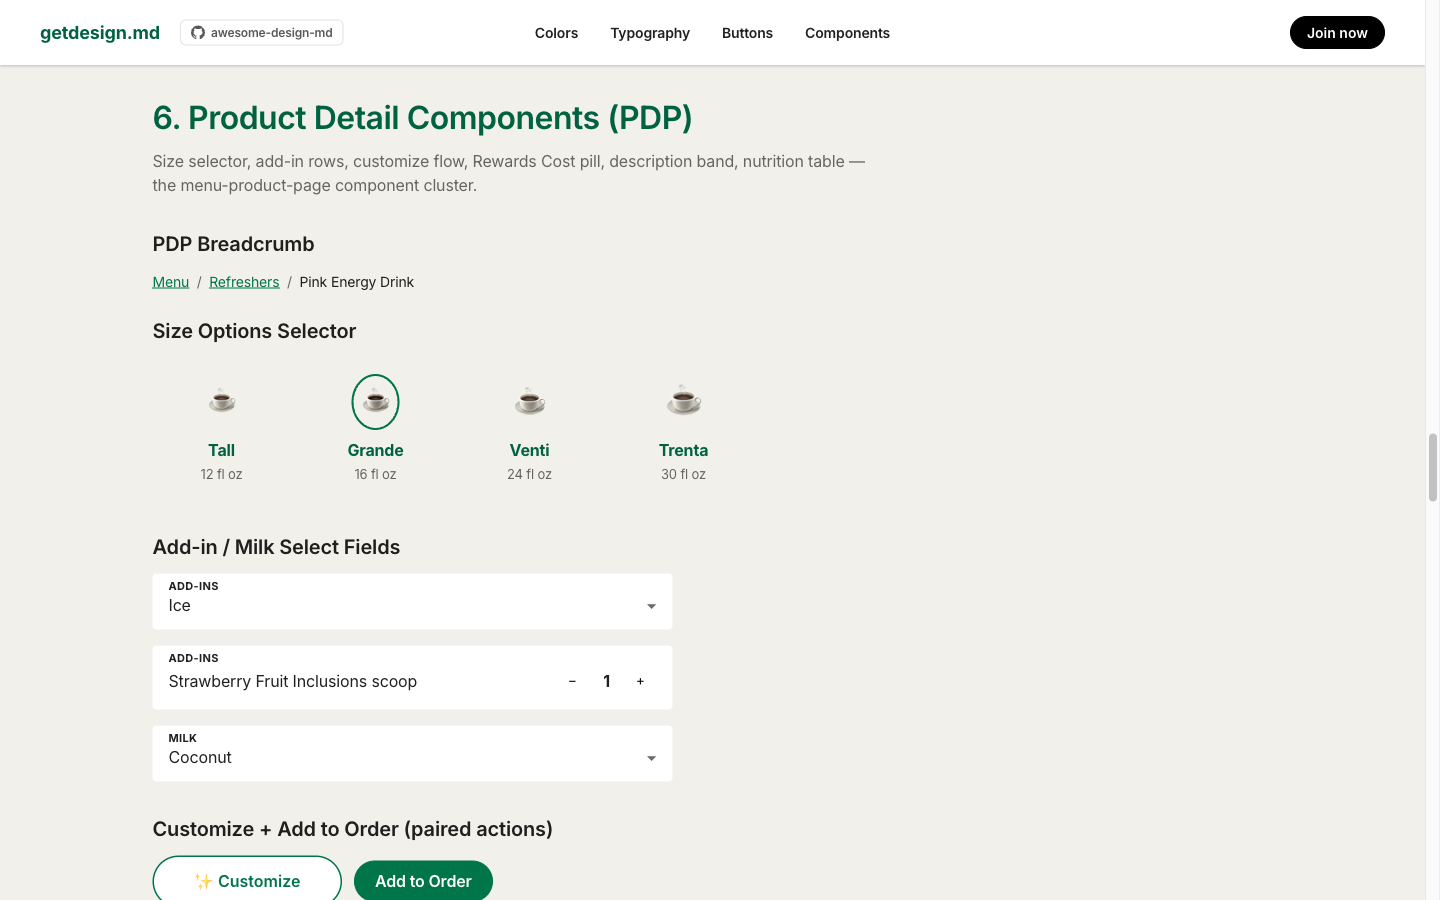 getdesign.md
awesome-design-md
Colors
Typography
Buttons
Components
Join now
6. Product Detail Components (PDP)
Size selector, add-in rows, customize flow, Rewards Cost pill, description band, nutrition table —
the menu-product-page component cluster.
PDP Breadcrumb
Menu / Refreshers / Pink Energy Drink
Size Options Selector
Tall
12 fl oz
Grande
16 fl oz
Venti
24 fl oz
Trenta
30 fl oz
Add-in / Milk Select Fields
ADD-INS
Ice
ADD-INS
Strawberry Fruit Inclusions scoop
− 1 +
MILK
Coconut
Customize + Add to Order (paired actions)
✨ Customize
Add to Order